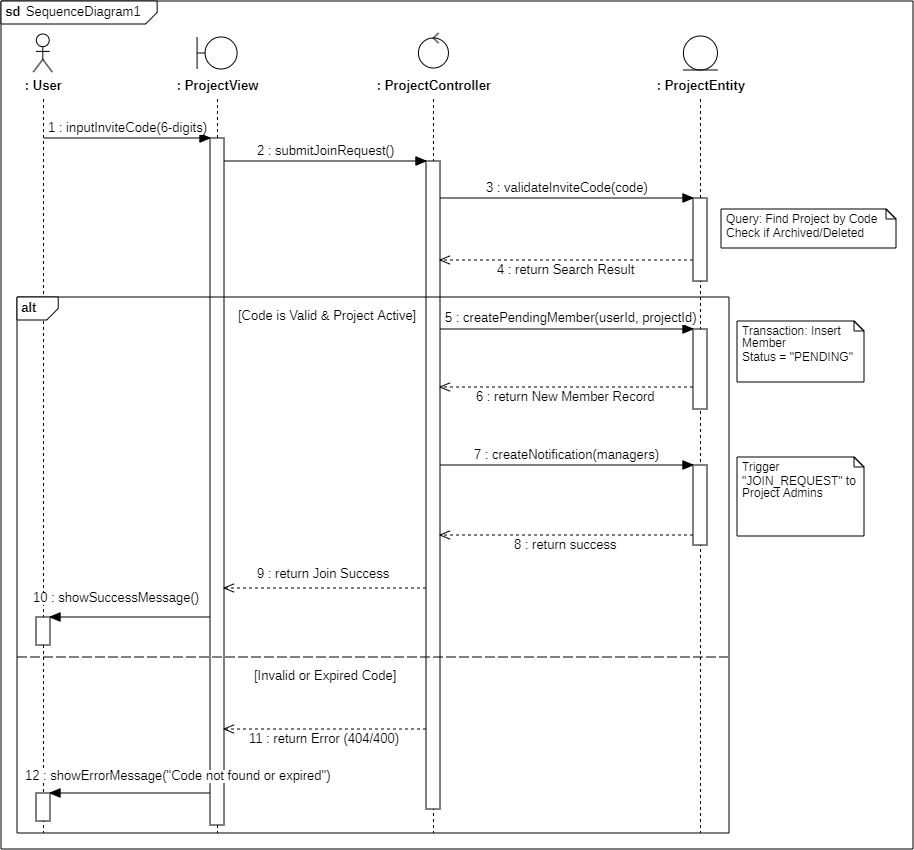 sd SequenceDiagram1
: User
: ProjectView
: ProjectController
: ProjectEntity
1 : inputInviteCode(6-digits)
2 : submitJoinRequest()
3 : validateInviteCode(code)
Query: Find Project by Code
Check if Archived/Deleted
4 : return Search Result
alt
[Code is Valid & Project Active]
5 : createPendingMember(userId, projectId)
Transaction: Insert
Member
Status = "PENDING"
6 : return New Member Record
7 : createNotification(managers)
Trigger
"JOIN_REQUEST" to
Project Admins
8 : return success
9 : return Join Success
10 : showSuccessMessage()
[Invalid or Expired Code]
11 : return Error (404/400)
12 : showErrorMessage("Code not found or expired")